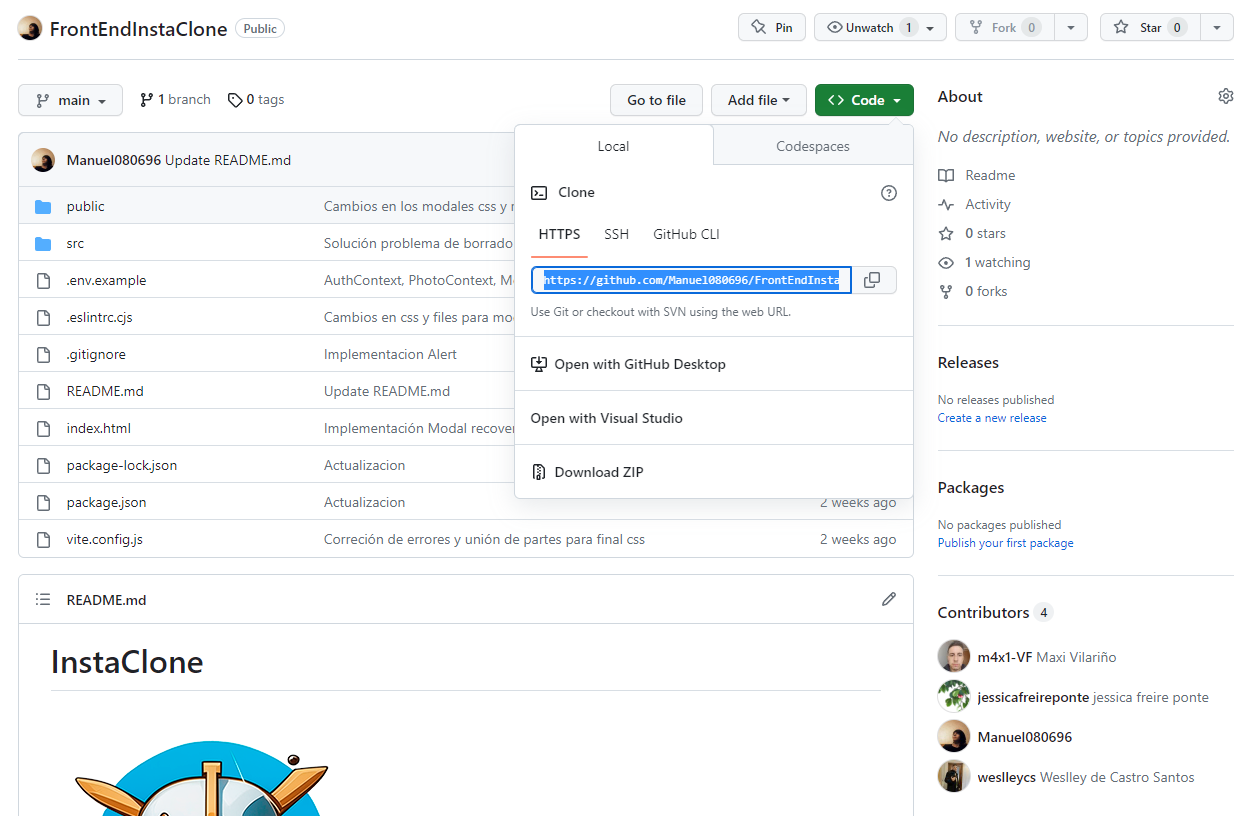 FrontEndInstaClone Public
Pin
Unwatch 1
Fork 0
Star 0
main
1 branch
0 tags
Go to file
Add file
<> Code
Manuel080696 Update README.md
public Cambios en los modales css y
src Solución problema de borrado
.env.example AuthContext, PhotoContext,
.eslintrc.cjs Cambios en css y files para
.gitignore Implementacion Alert
README.md Update README.md
index.html Implementación Modal
package-lock.json Actualizacion
package.json Actualizacion 2 weeks ago
vite.config.js Correción de errores y unión de partes para final css 2 weeks ago
Local
Codespaces
Clone
HTTPS SSH GitHub CLI
https://github.com/Manuel080696/FrontEndInsta
Use Git or checkout with SVN using the web URL.
Open with GitHub Desktop
Open with Visual Studio
Download ZIP
README.md
InstaClone
About
No description, website, or topics provided.
Readme
Activity
0 stars
1 watching
0 forks
Releases
No releases published
Create a new release
Packages
No packages published
Publish your first package
Contributors 4
m4x1-VF Maxi Vilariño
jessicafreireponte jessica freire ponte
Manuel080696
weslleycs Weslley de Castro Santos